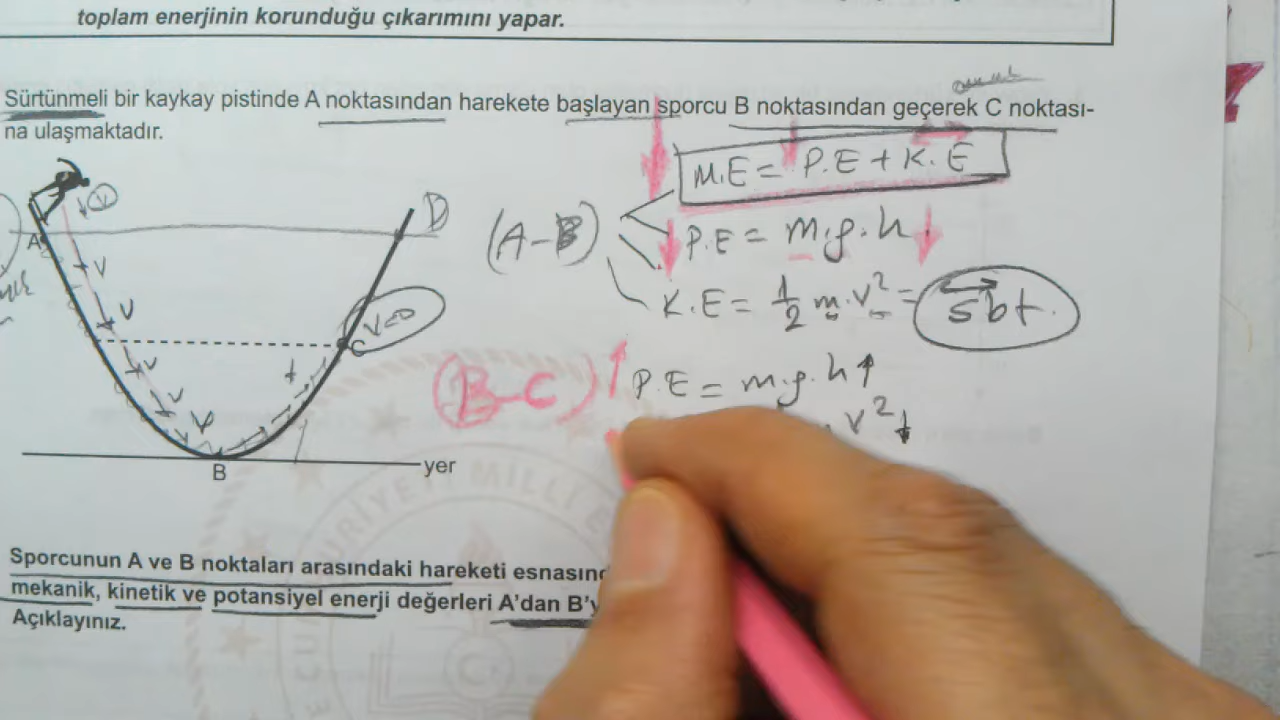 toplam enerjinin korunduğu çıkarımını yapar.
Sürtünmeli bir kaykay pistinde A noktasından harekete başlayan sporcu B noktasından geçerek C noktası-
na ulaşmaktadır.
M.E = P.E + K.E
(A-B)
P.E = m.g.h
K.E = 1/2 m.v² = sbt.
(B-C)
P.E = m.g.h↑
v²↓
A
V
D
V
V
V
V
V
V=0
C
B
yer
Sporcunun A ve B noktaları arasındaki hareketi
mekanik, kinetik ve potansiyel enerji değerleri A'dan
Açıklayınız.